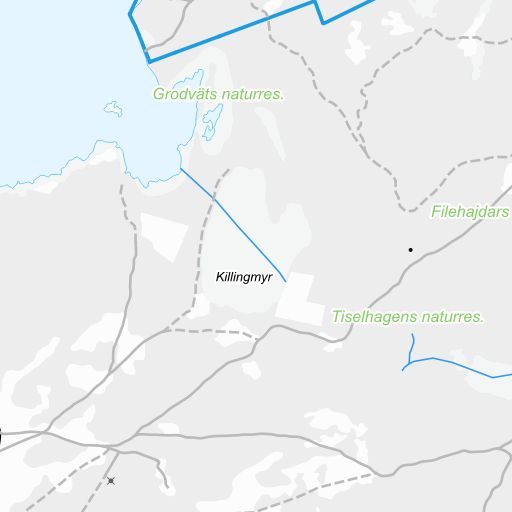 Grodväts naturres.
Filehajdars
Killingmyr
Tiselhagens naturres.